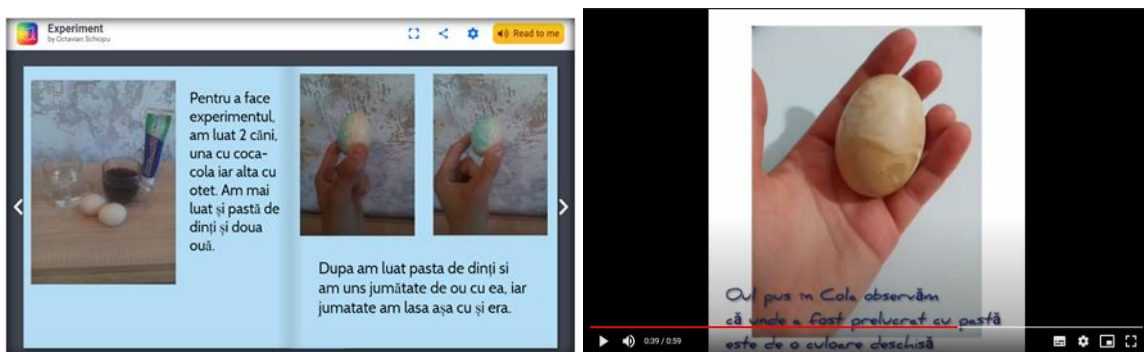 Experiment
by Octavian Schiopu
Read to me
Pentru a face
experimentul,
am luat 2 căni,
una cu coca-
cola iar alta cu
otet. Am mai
luat și pastă de
dinți și doua
ouă.
Dupa am luat pasta de dinți si
am uns jumătate de ou cu ea, iar
jumatate am lasa așa cu și era.
Oul pus în Cola observăm
că unde a fost prelucrat cu pastă
este de o culoare deschisă
0:39 / 0:59